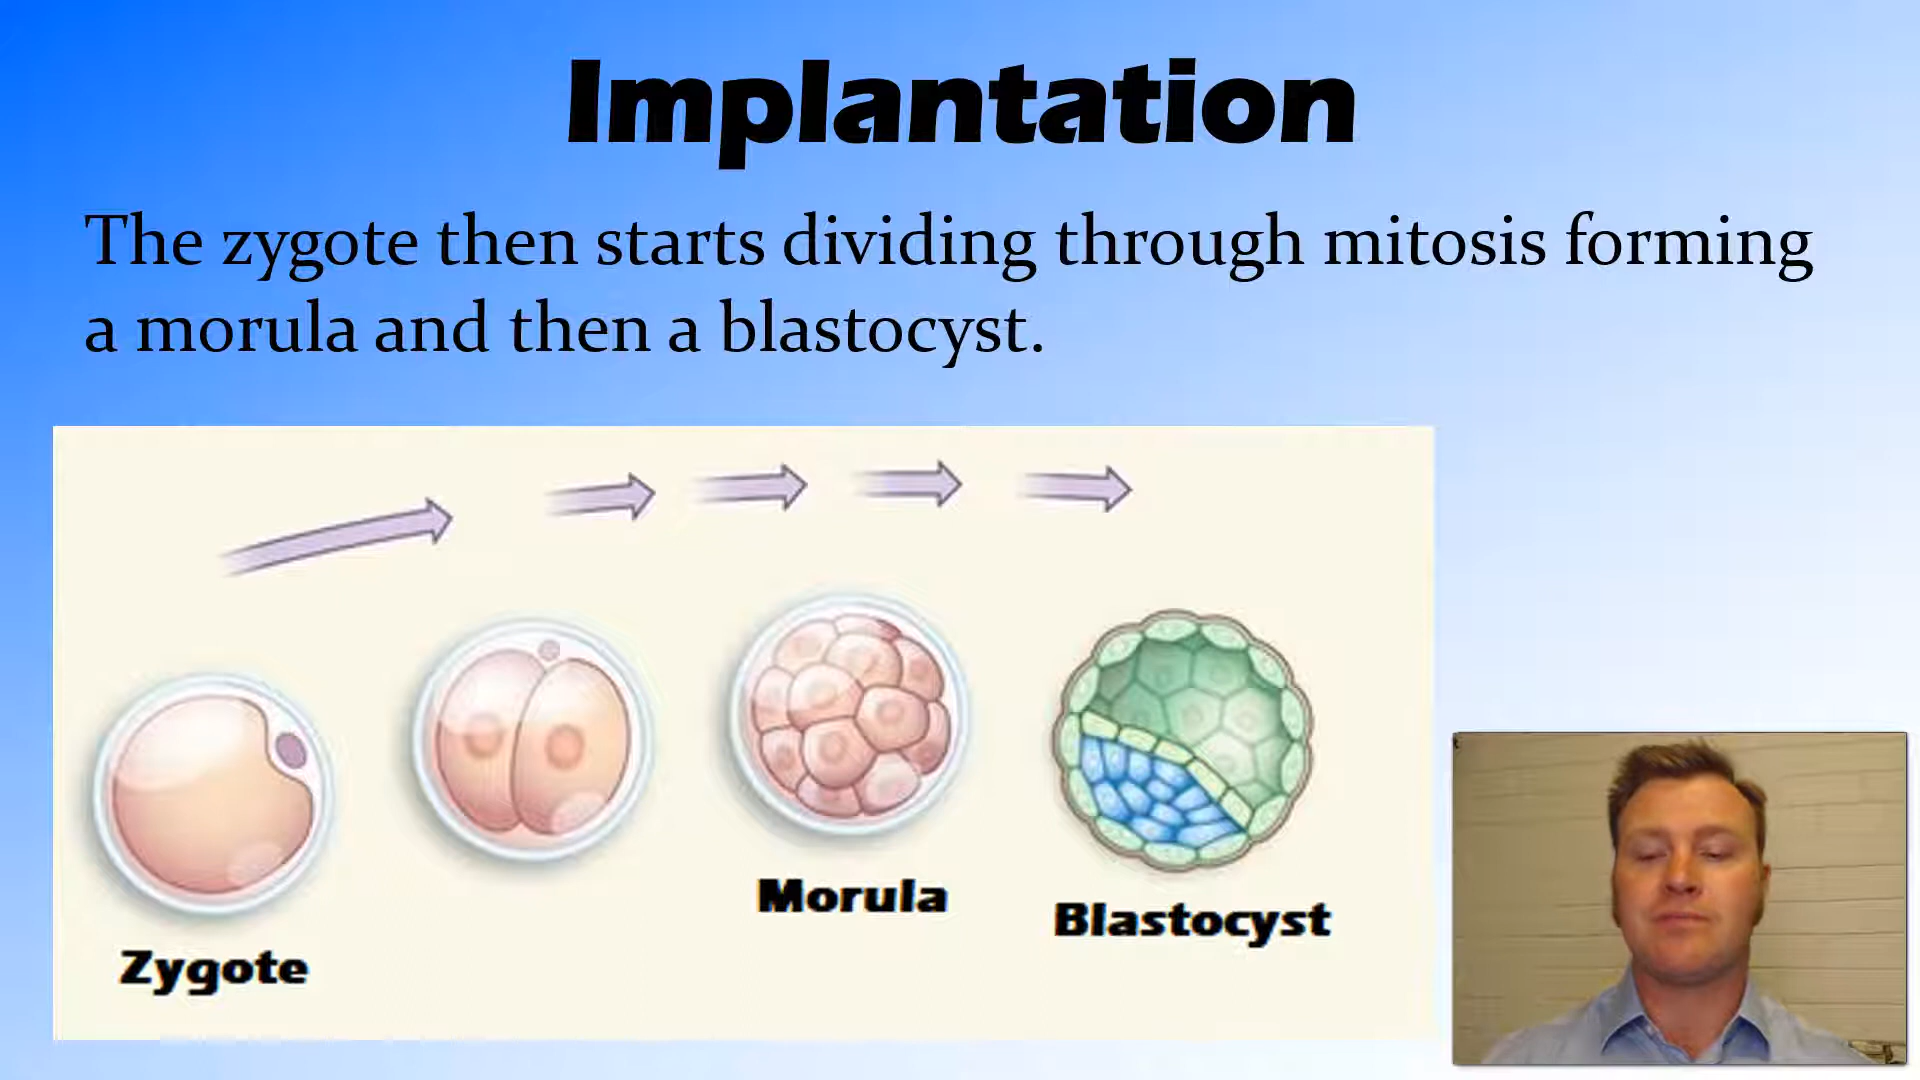 Implantation
The zygote then starts dividing through mitosis forming
a morula and then a blastocyst.
Zygote
Morula
Blastocyst